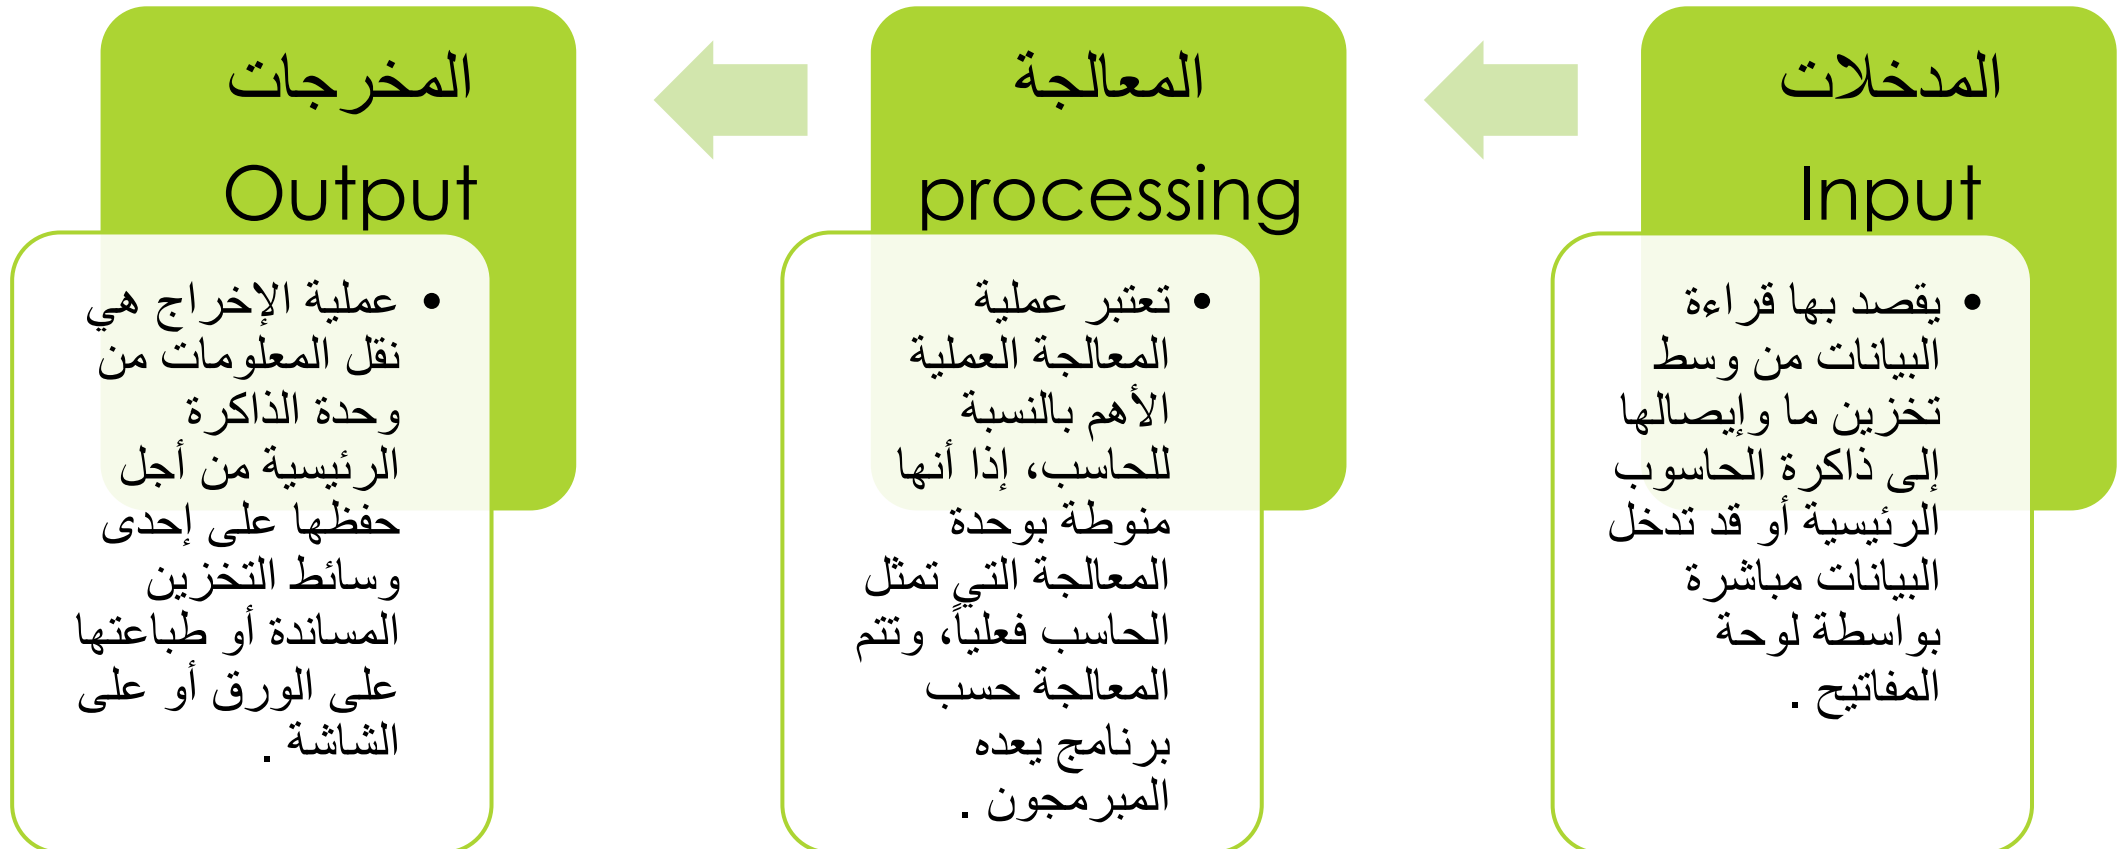 المدخلات
Input
• يقصد بها قراءة
البيانات من وسط
تخزين ما وإيصالها
إلى ذاكرة الحاسوب
الرئيسية أو قد تدخل
البيانات مباشرة
بواسطة لوحة
المفاتيح .
المعالجة
processing
• تعتبر عملية
المعالجة العملية
الأهم بالنسبة
للحاسب، إذا أنها
منوطة بوحدة
المعالجة التي تمثل
الحاسب فعلياً، وتتم
المعالجة حسب
برنامج يعده
المبرمجون .
المخرجات
Output
• عملية الإخراج هي
نقل المعلومات من
وحدة الذاكرة
الرئيسية من أجل
حفظها على إحدى
وسائط التخزين
المساندة أو طباعتها
على الورق أو على
الشاشة .